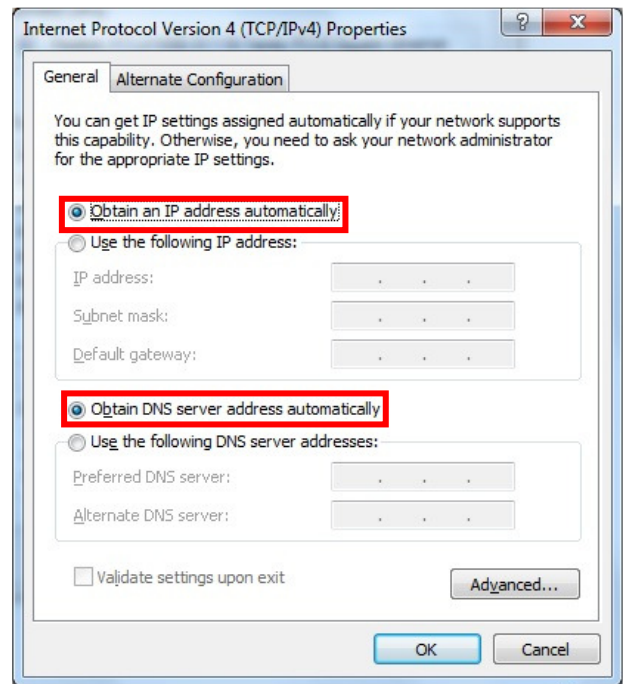 Internet Protocol Version 4 (TCP/IPv4) Properties
General
Alternate Configuration
You can get IP settings assigned automatically if your network supports
this capability. Otherwise, you need to ask your network administrator
for the appropriate IP settings.
Obtain an IP address automatically
Use the following IP address:
IP address:
Subnet mask:
Default gateway:
Obtain DNS server address automatically
Use the following DNS server addresses:
Preferred DNS server:
Alternate DNS server:
Validate settings upon exit
Advanced...
OK
Cancel